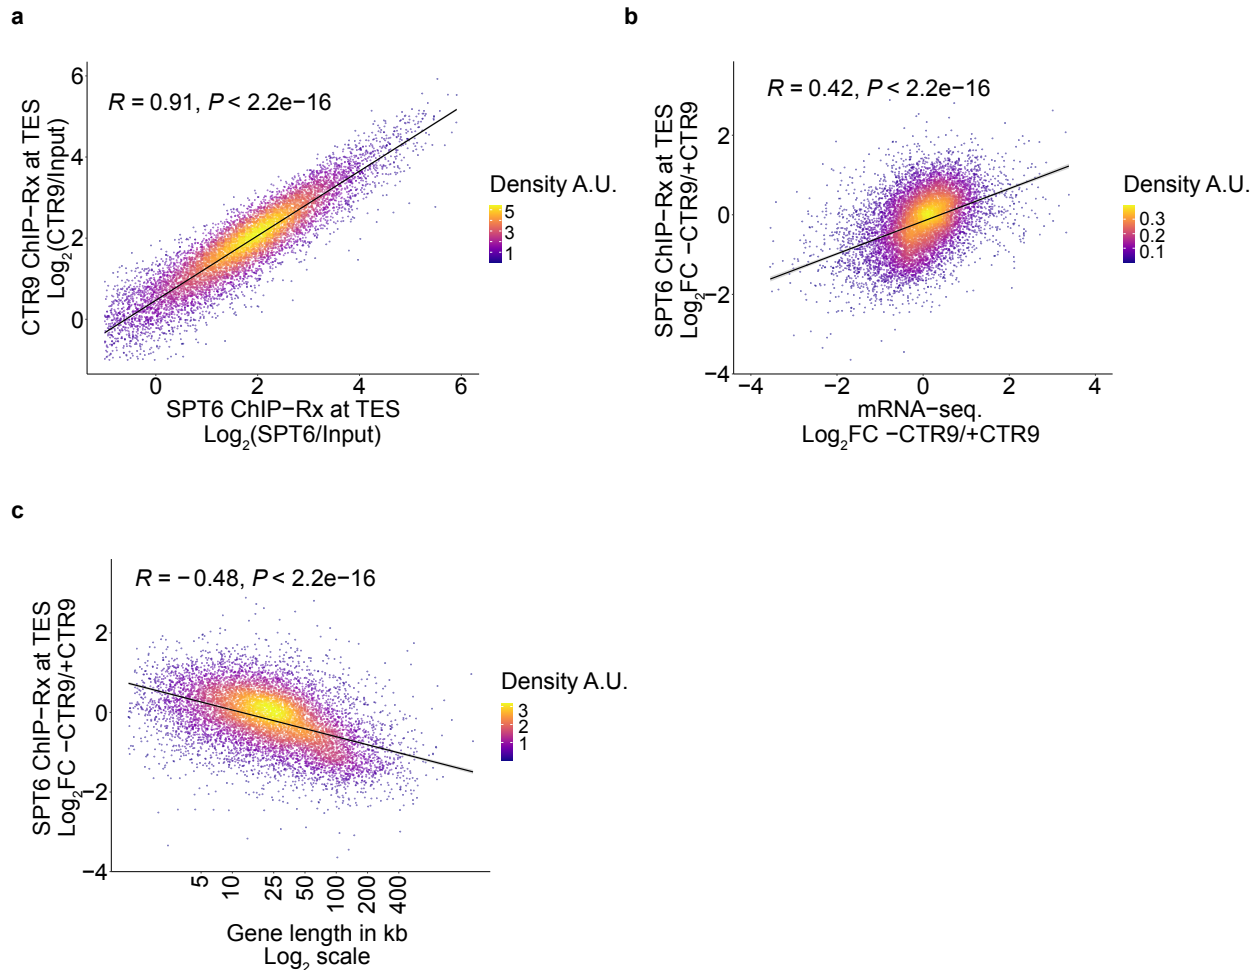 a
R = 0.91, P < 2.2e−16
CTR9 ChIP−Rx at TES
Log2(CTR9/Input)
6
4
2
0
0 2 4 6
SPT6 ChIP−Rx at TES
Log2(SPT6/Input)
Density A.U.
5
3
1
b
R = 0.42, P < 2.2e−16
SPT6 ChIP−Rx at TES
Log2FC −CTR9/+CTR9
2
0
−2
−4
−4 −2 0 2 4
mRNA−seq.
Log2FC −CTR9/+CTR9
Density A.U.
0.3
0.2
0.1
c
R = −0.48, P < 2.2e−16
SPT6 ChIP−Rx at TES
Log2FC −CTR9/+CTR9
2
0
−2
−4
5 10 25 50 100 200 400
Gene length in kb
Log2 scale
Density A.U.
3
2
1